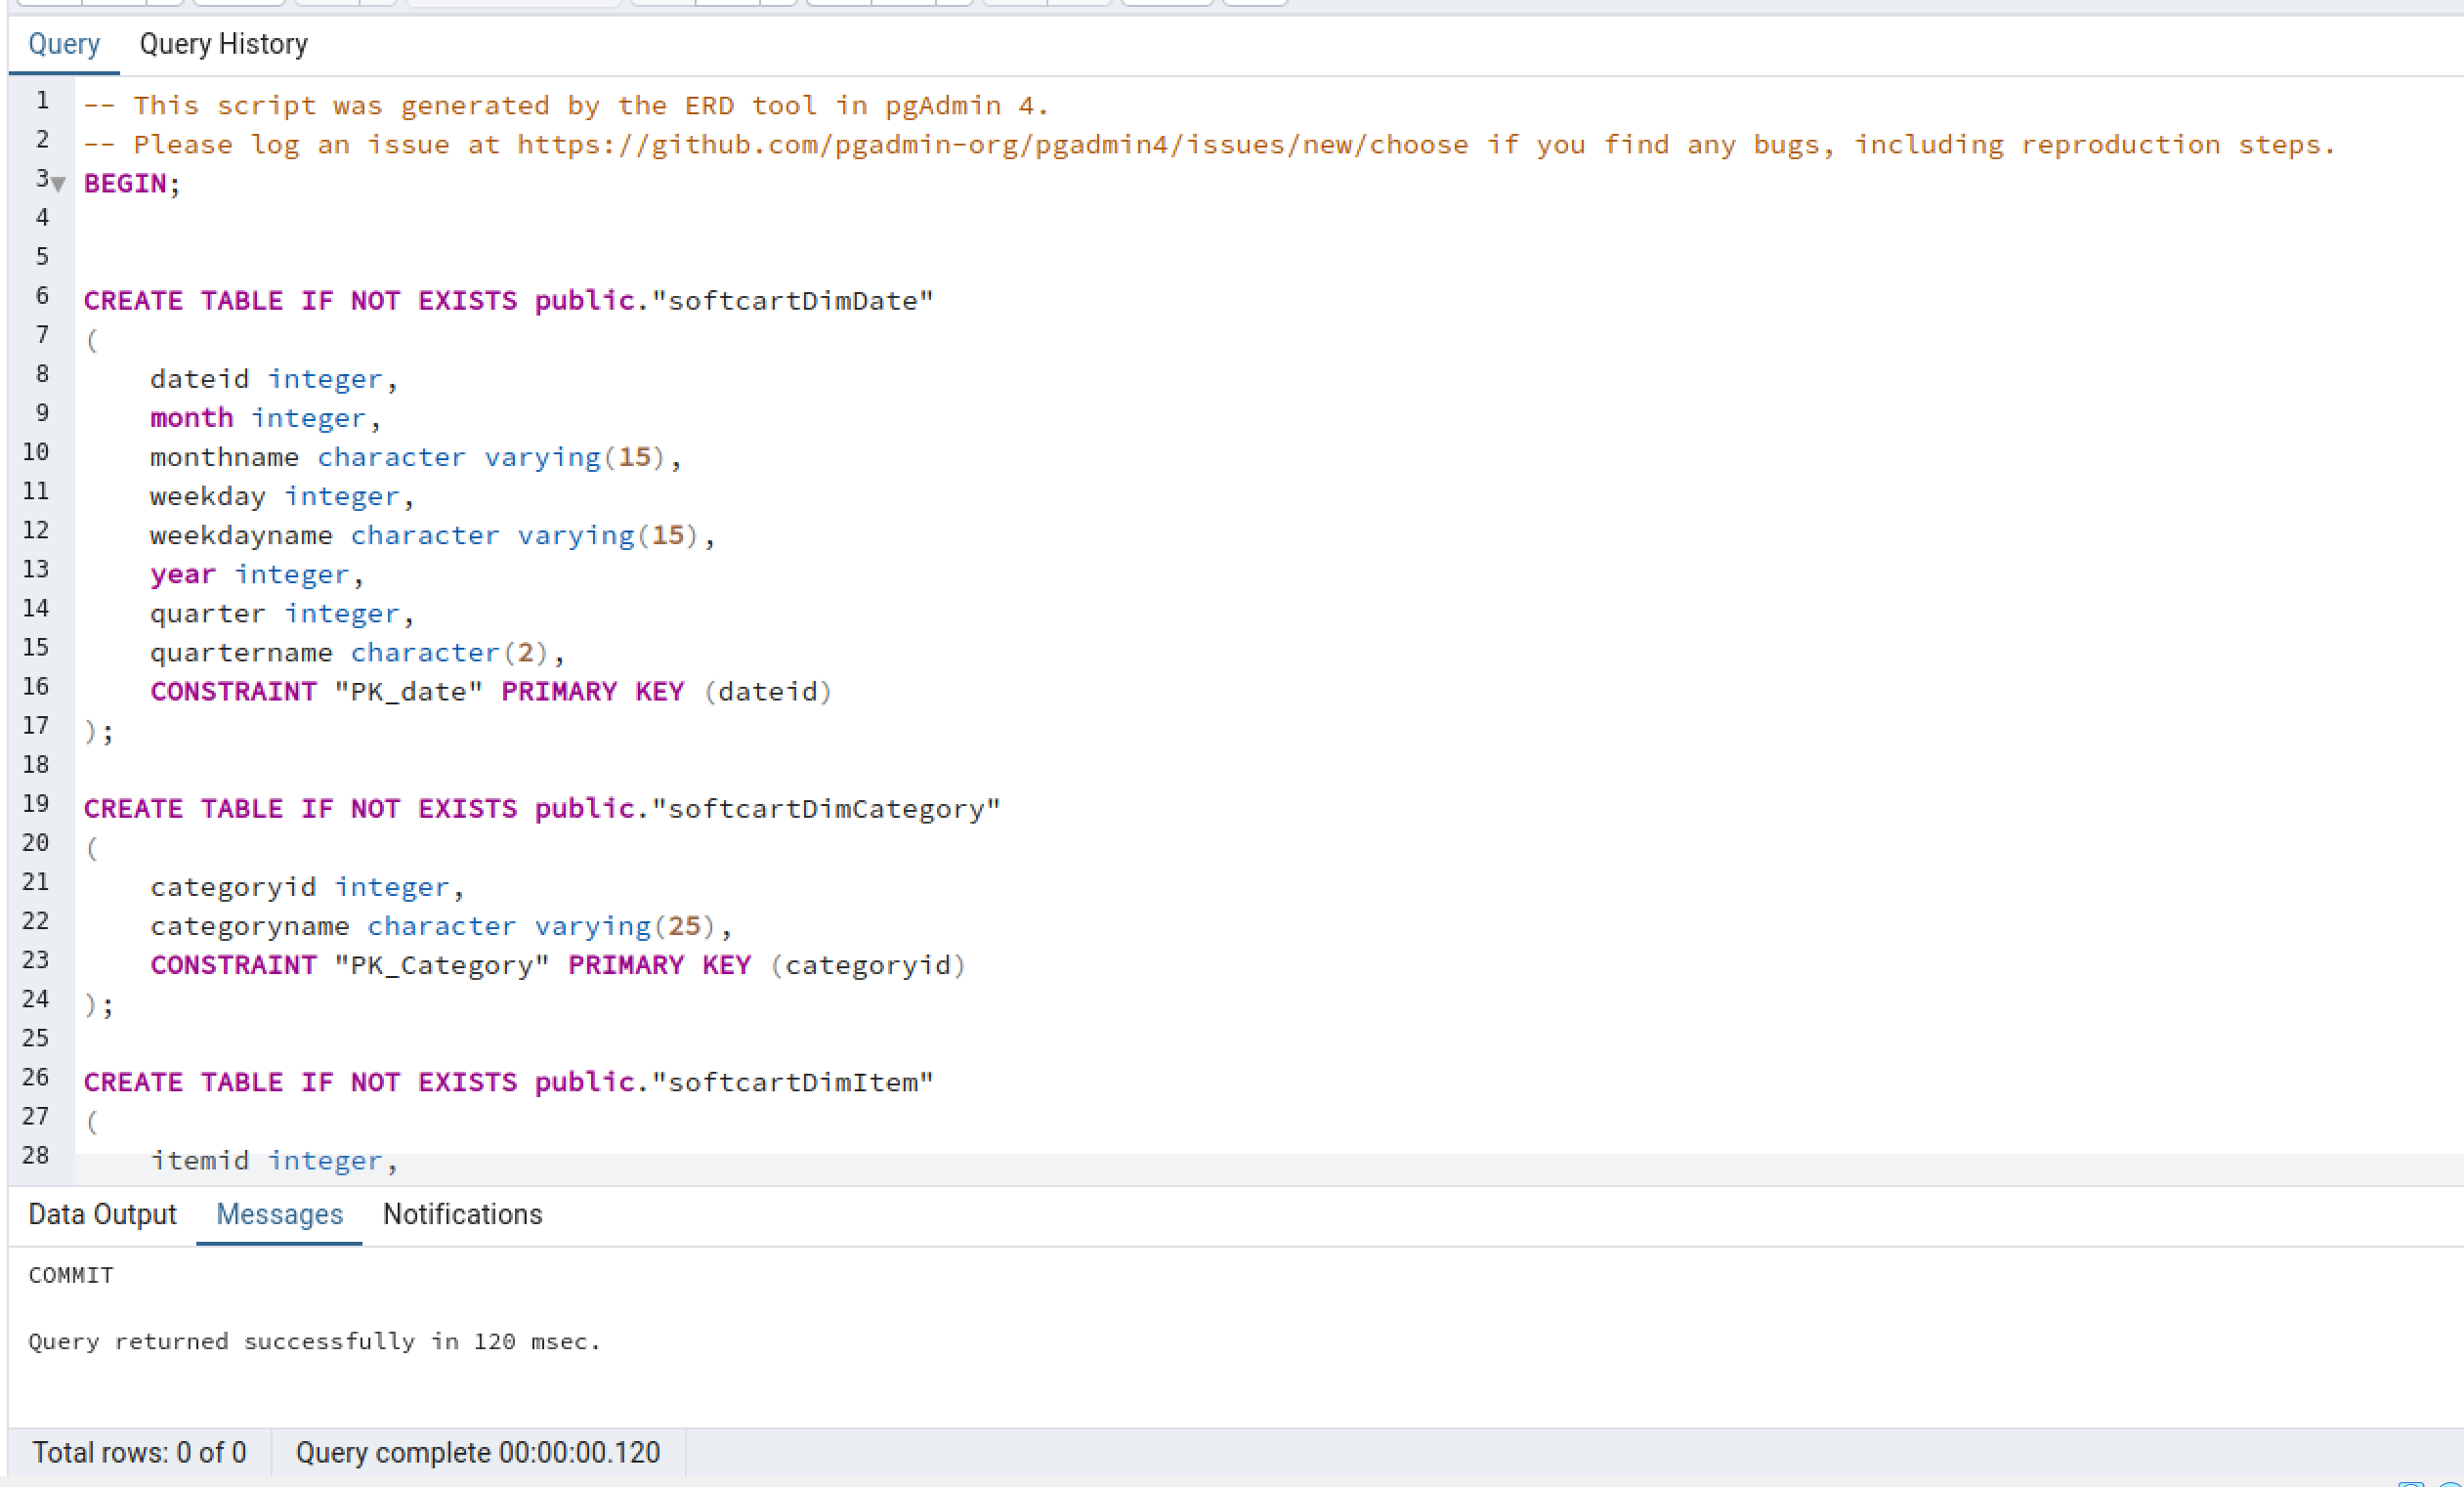 Query Query History
1 -- This script was generated by the ERD tool in pgAdmin 4.
2 -- Please log an issue at https://github.com/pgadmin-org/pgadmin4/issues/new/choose if you find any bugs, including reproduction steps.
3 BEGIN;
4
5
6 CREATE TABLE IF NOT EXISTS public."softcartDimDate"
7 (
8     dateid integer,
9     month integer,
10     monthname character varying(15),
11     weekday integer,
12     weekdayname character varying(15),
13     year integer,
14     quarter integer,
15     quartername character(2),
16     CONSTRAINT "PK_date" PRIMARY KEY (dateid)
17 );
18
19 CREATE TABLE IF NOT EXISTS public."softcartDimCategory"
20 (
21     categoryid integer,
22     categoryname character varying(25),
23     CONSTRAINT "PK_Category" PRIMARY KEY (categoryid)
24 );
25
26 CREATE TABLE IF NOT EXISTS public."softcartDimItem"
27 (
28     itemid integer,
Data Output Messages Notifications
COMMIT
Query returned successfully in 120 msec.
Total rows: 0 of 0 Query complete 00:00:00.120